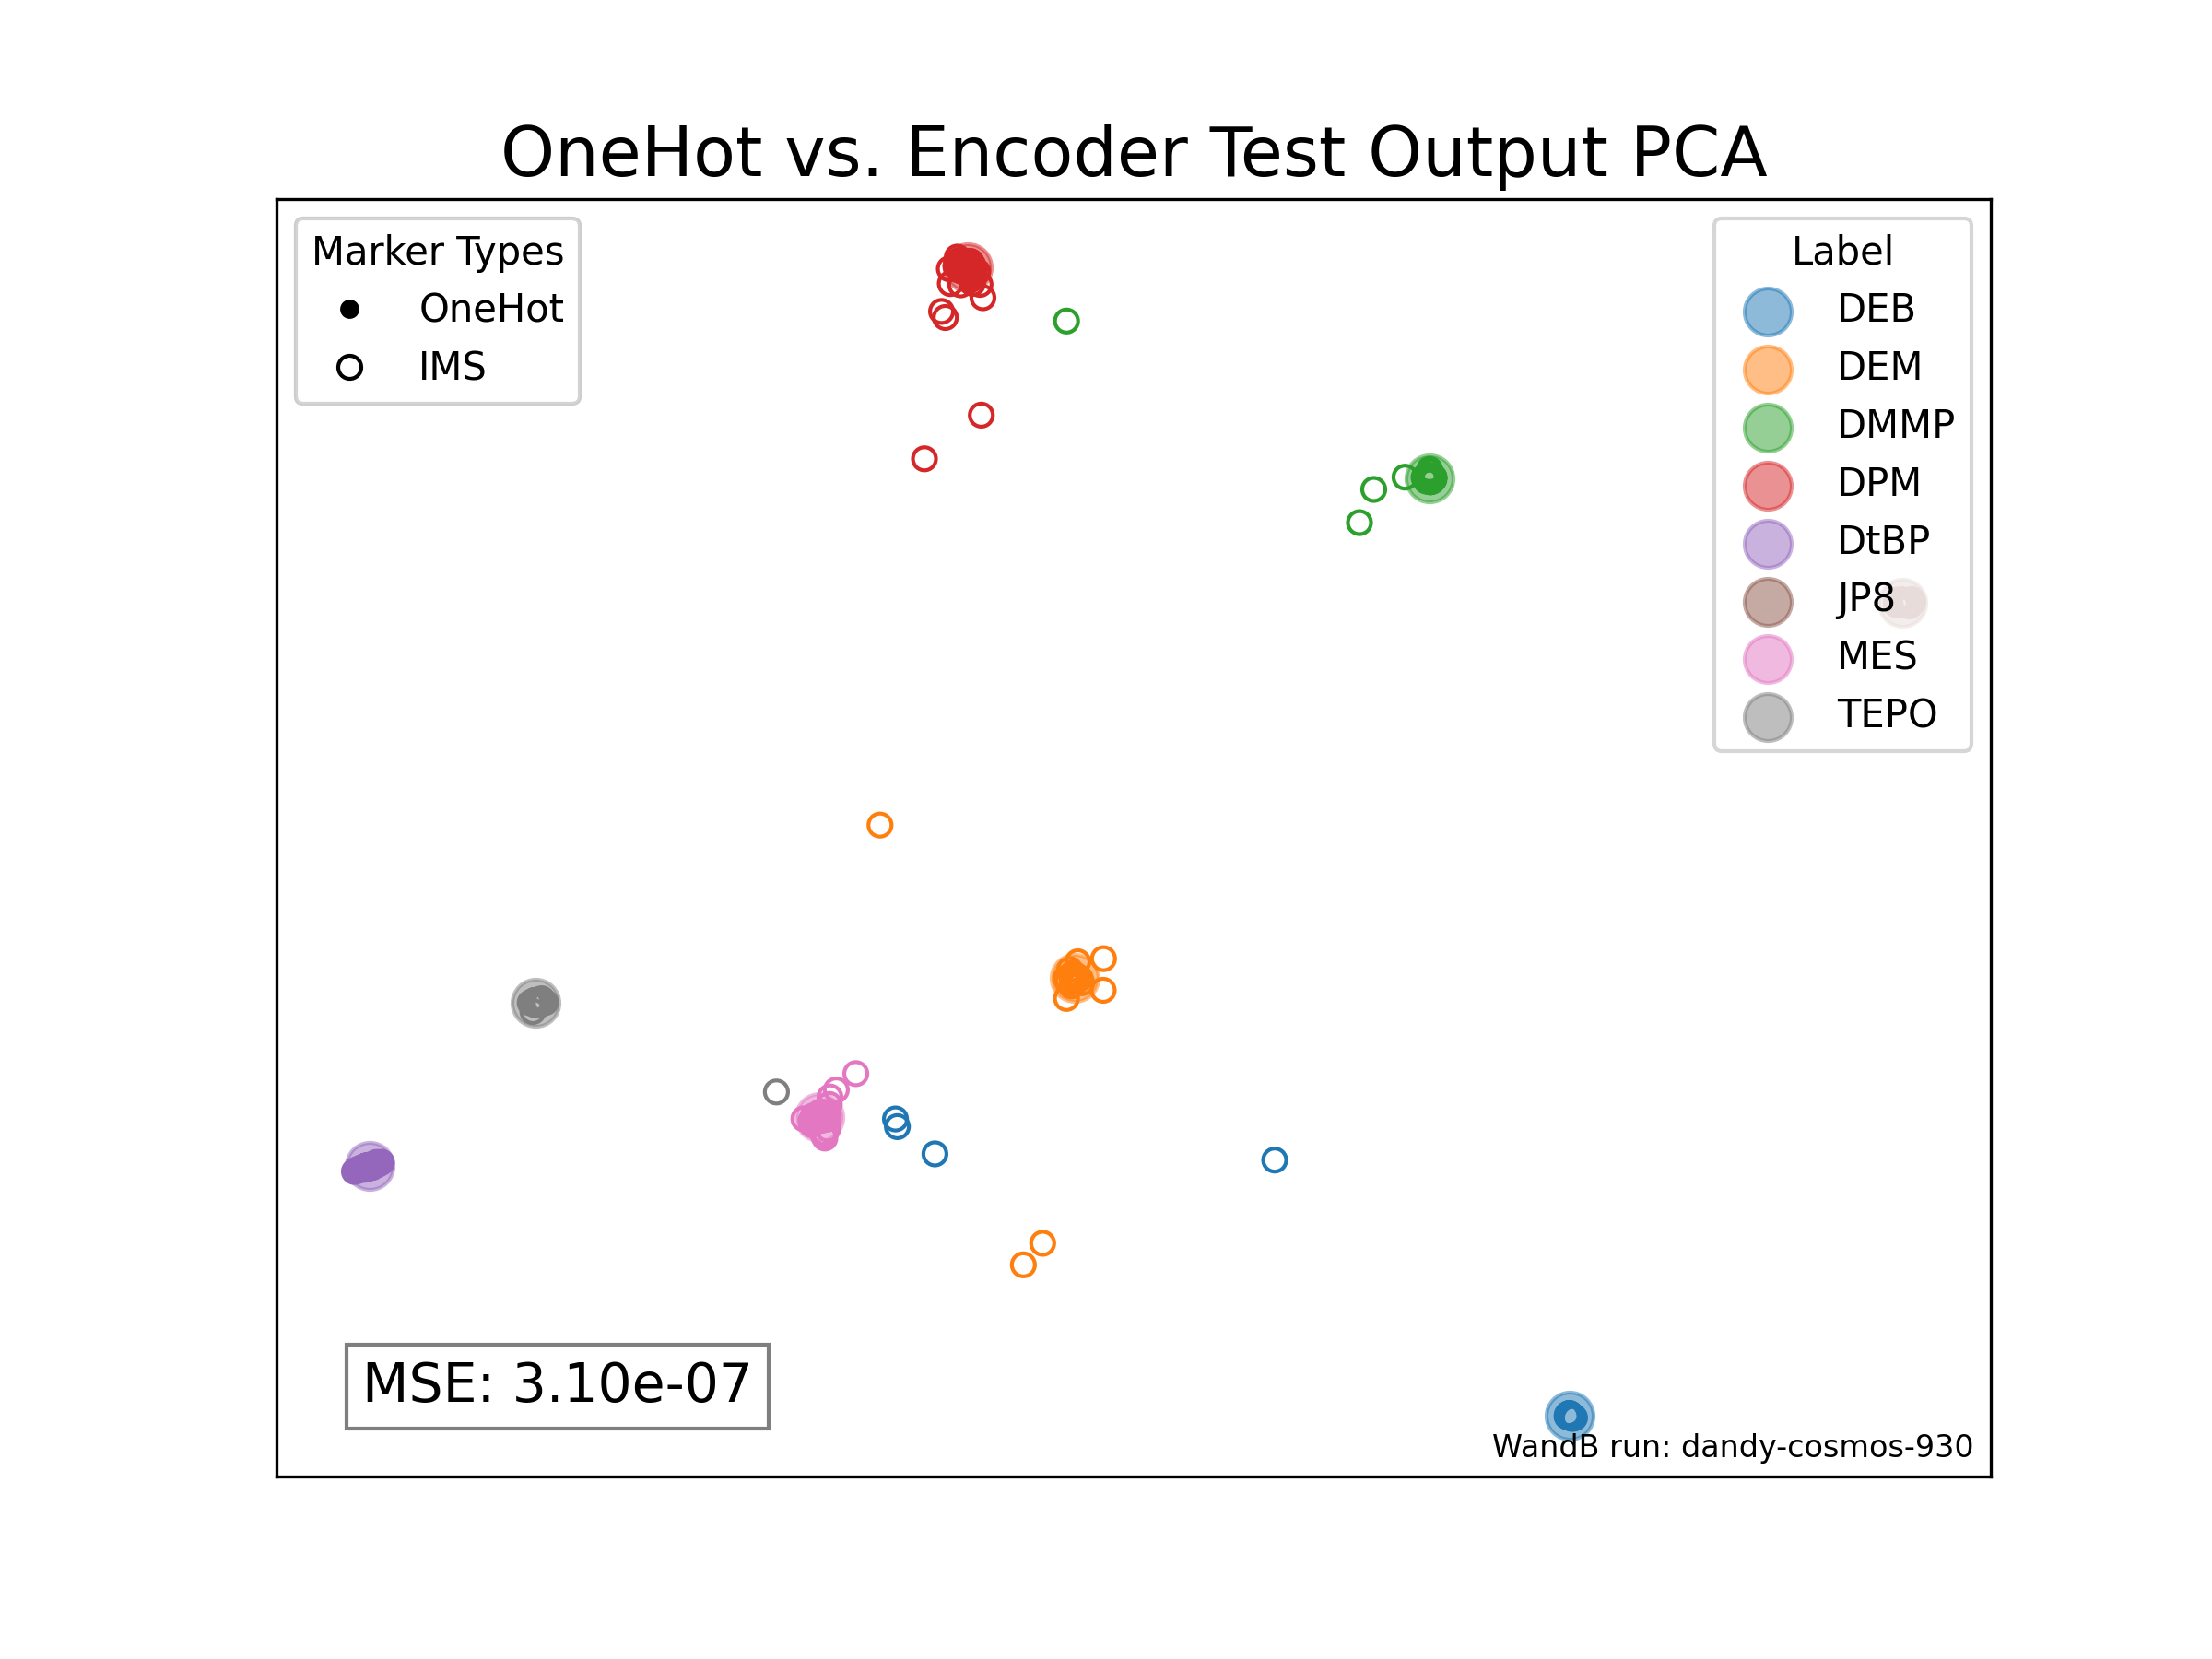 OneHot vs. Encoder Test Output PCA
Marker Types
OneHot
IMS
Label
DEB
DEM
DMMP
DPM
DtBP
JP8
MES
TEPO
MSE: 3.10e-07
WandB run: dandy-cosmos-930